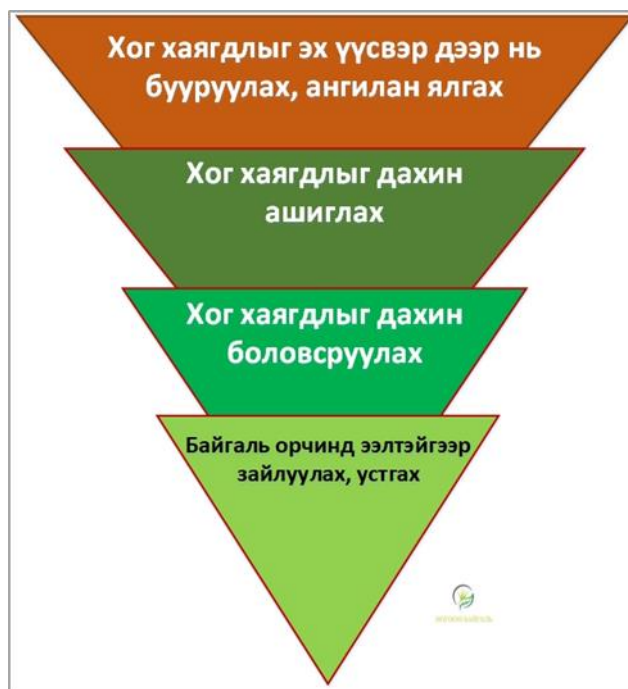 Хог хаягдлыг эх үүсвэр дээр нь
бууруулах, ангилан ялгах
Хог хаягдлыг дахин
ашиглах
Хог хаягдлыг дахин
боловсруулах
Байгаль орчинд ээлтэйгээр
зайлуулах, устгах